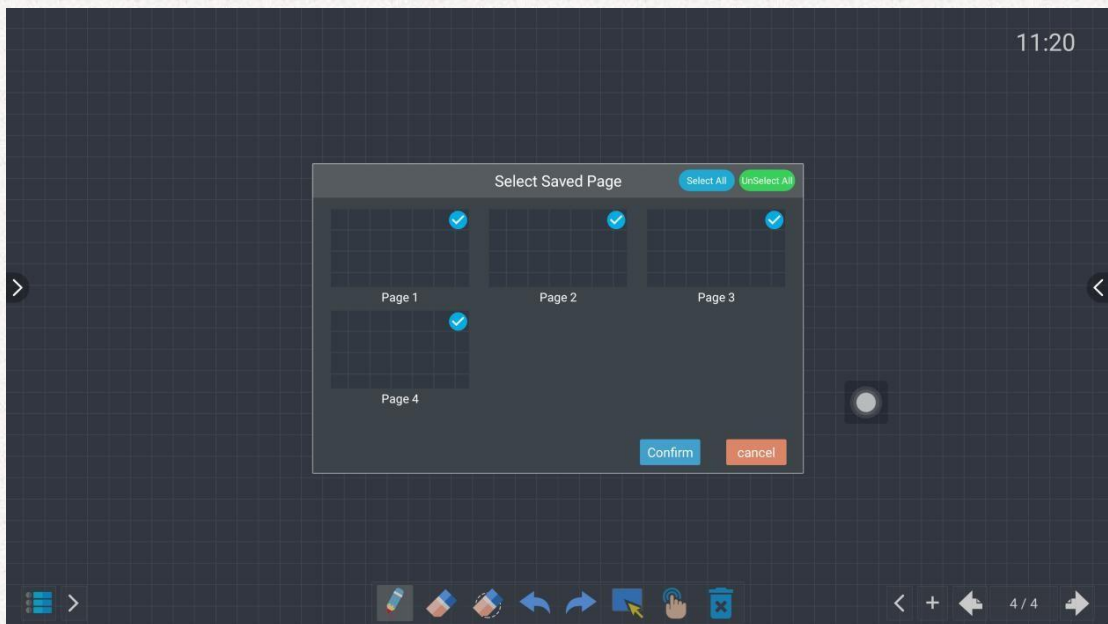 11:20
Select Saved Page
Select All
UnSelect All
Page 1
Page 2
Page 3
Page 4
Confirm
cancel
4/4